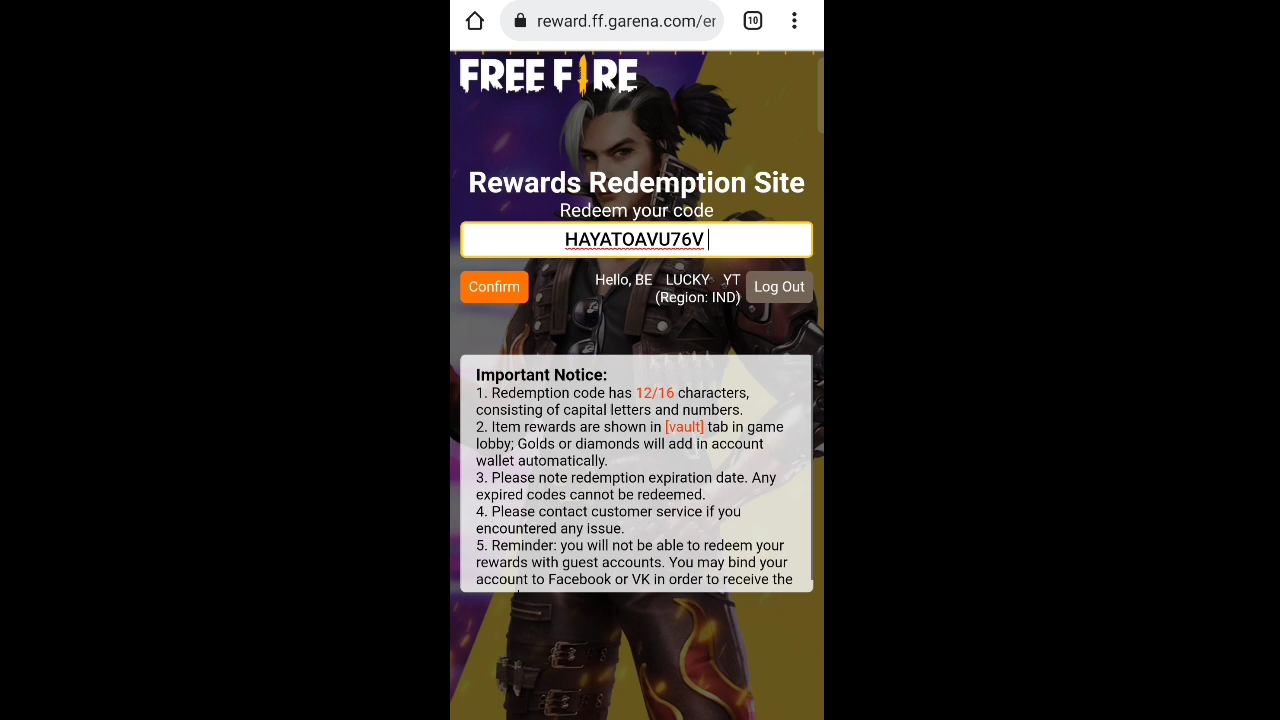 reward.ff.garena.com/er
10
FREE FIRE
Rewards Redemption Site
Redeem your code
HAYATOAVU76V
Confirm
Hello, BE LUCKY YT
(Region: IND)
Log Out
Important Notice:
1. Redemption code has 12/16 characters,
consisting of capital letters and numbers.
2. Item rewards are shown in [vault] tab in game
lobby; Golds or diamonds will add in account
wallet automatically.
3. Please note redemption expiration date. Any
expired codes cannot be redeemed.
4. Please contact customer service if you
encountered any issue.
5. Reminder: you will not be able to redeem your
rewards with guest accounts. You may bind your
account to Facebook or VK in order to receive the